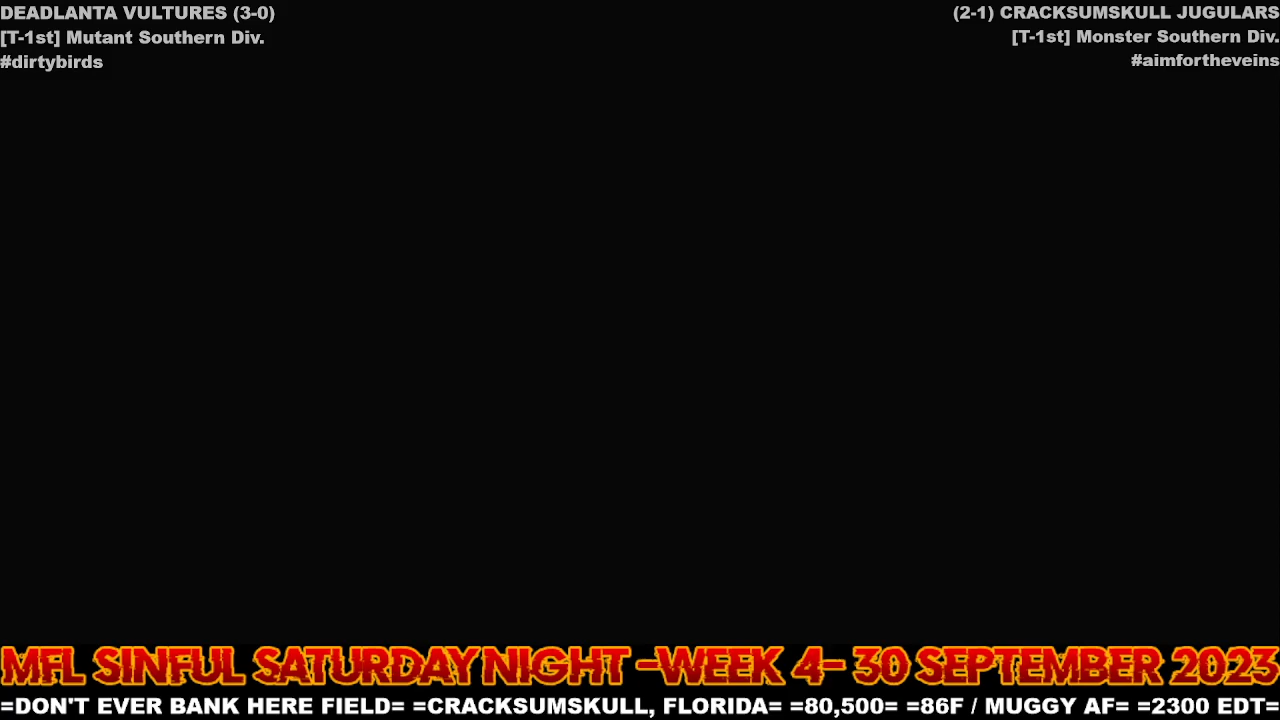 DEADLANTA VULTURES (3-0)
[T-1st] Mutant Southern Div.
#dirtybirds
(2-1) CRACKSUMSKULL JUGULARS
[T-1st] Monster Southern Div.
#aimfortheveins
MFL SINFUL SATURDAY NIGHT -WEEK 4- 30 SEPTEMBER 2023
=DON'T EVER BANK HERE FIELD= =CRACKSUMSKULL, FLORIDA= =80,500= =86F / MUGGY AF= =2300 EDT=